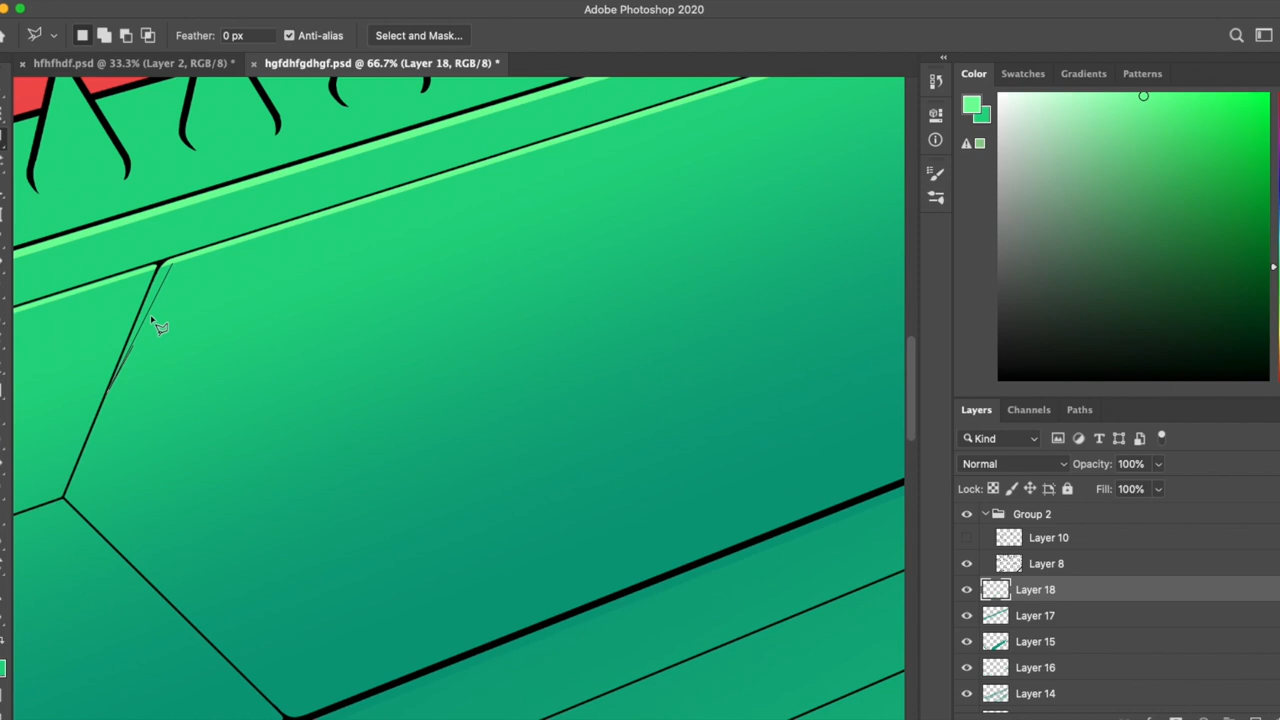 Adobe Photoshop 2020
Feather: 0 px Anti-alias Select and Mask...
× hfhfhdf.psd @ 33.3% (Layer 2, RGB/8) * × hgfdhfgdhgf.psd @ 66.7% (Layer 18, RGB/8) *
Color Swatches Gradients Patterns
Layers Channels Paths
Kind
Normal Opacity: 100%
Lock: Fill: 100%
Group 2
Layer 10
Layer 8
Layer 18
Layer 17
Layer 15
Layer 16
Layer 14